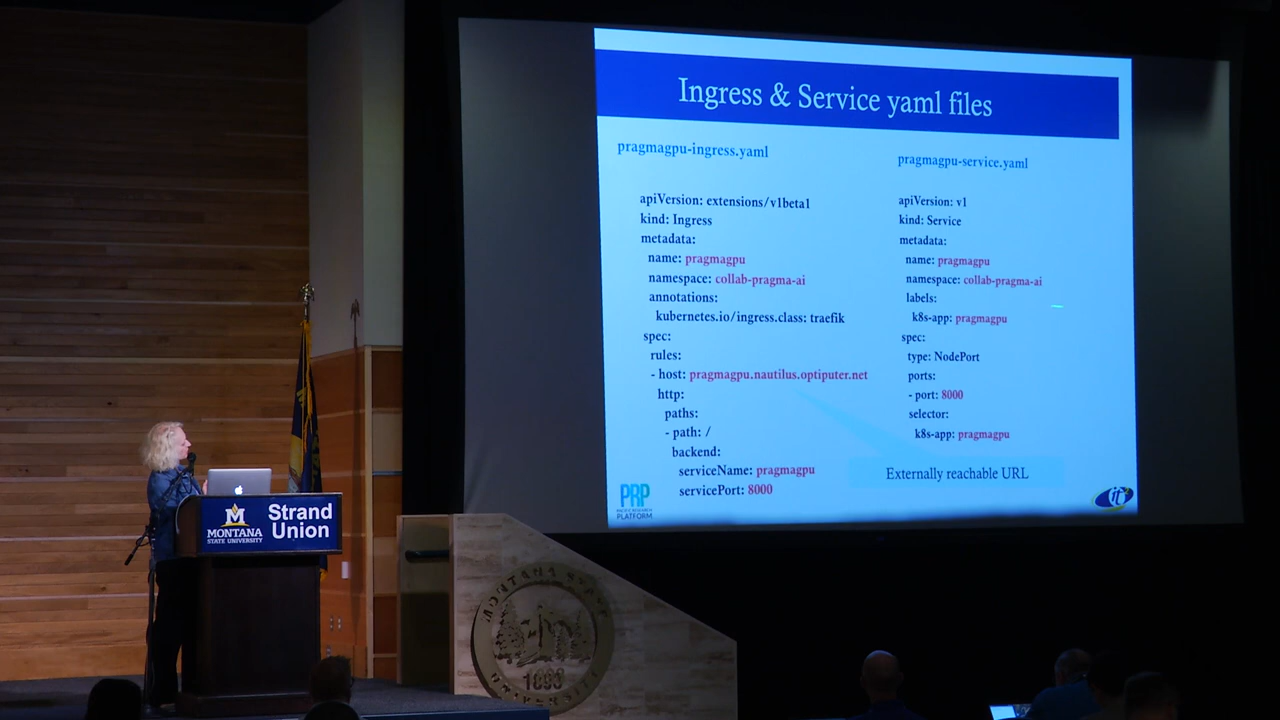 Ingress & Service yaml files
pragmagpu-ingress.yaml
apiVersion: extensions/v1beta1
kind: Ingress
metadata:
name: pragmagpu
namespace: collab-pragma-ai
annotations:
kubernetes.io/ingress.class: traefik
spec:
rules:
- host: pragmagpu.nautilus.optiputer.net
http:
paths:
- path: /
backend:
serviceName: pragmagpu
servicePort: 8000
pragmagpu-service.yaml
apiVersion: v1
kind: Service
metadata:
name: pragmagpu
namespace: collab-pragma-ai
labels:
k8s-app: pragmagpu
spec:
type: NodePort
ports:
- port: 8000
selector:
k8s-app: pragmagpu
Externally reachable URL
PRP
PACIFIC RESEARCH
PLATFORM
it
M
MONTANA
STATE UNIVERSITY
Strand
Union
MONTANA STATE
UNIVERSITY
1893